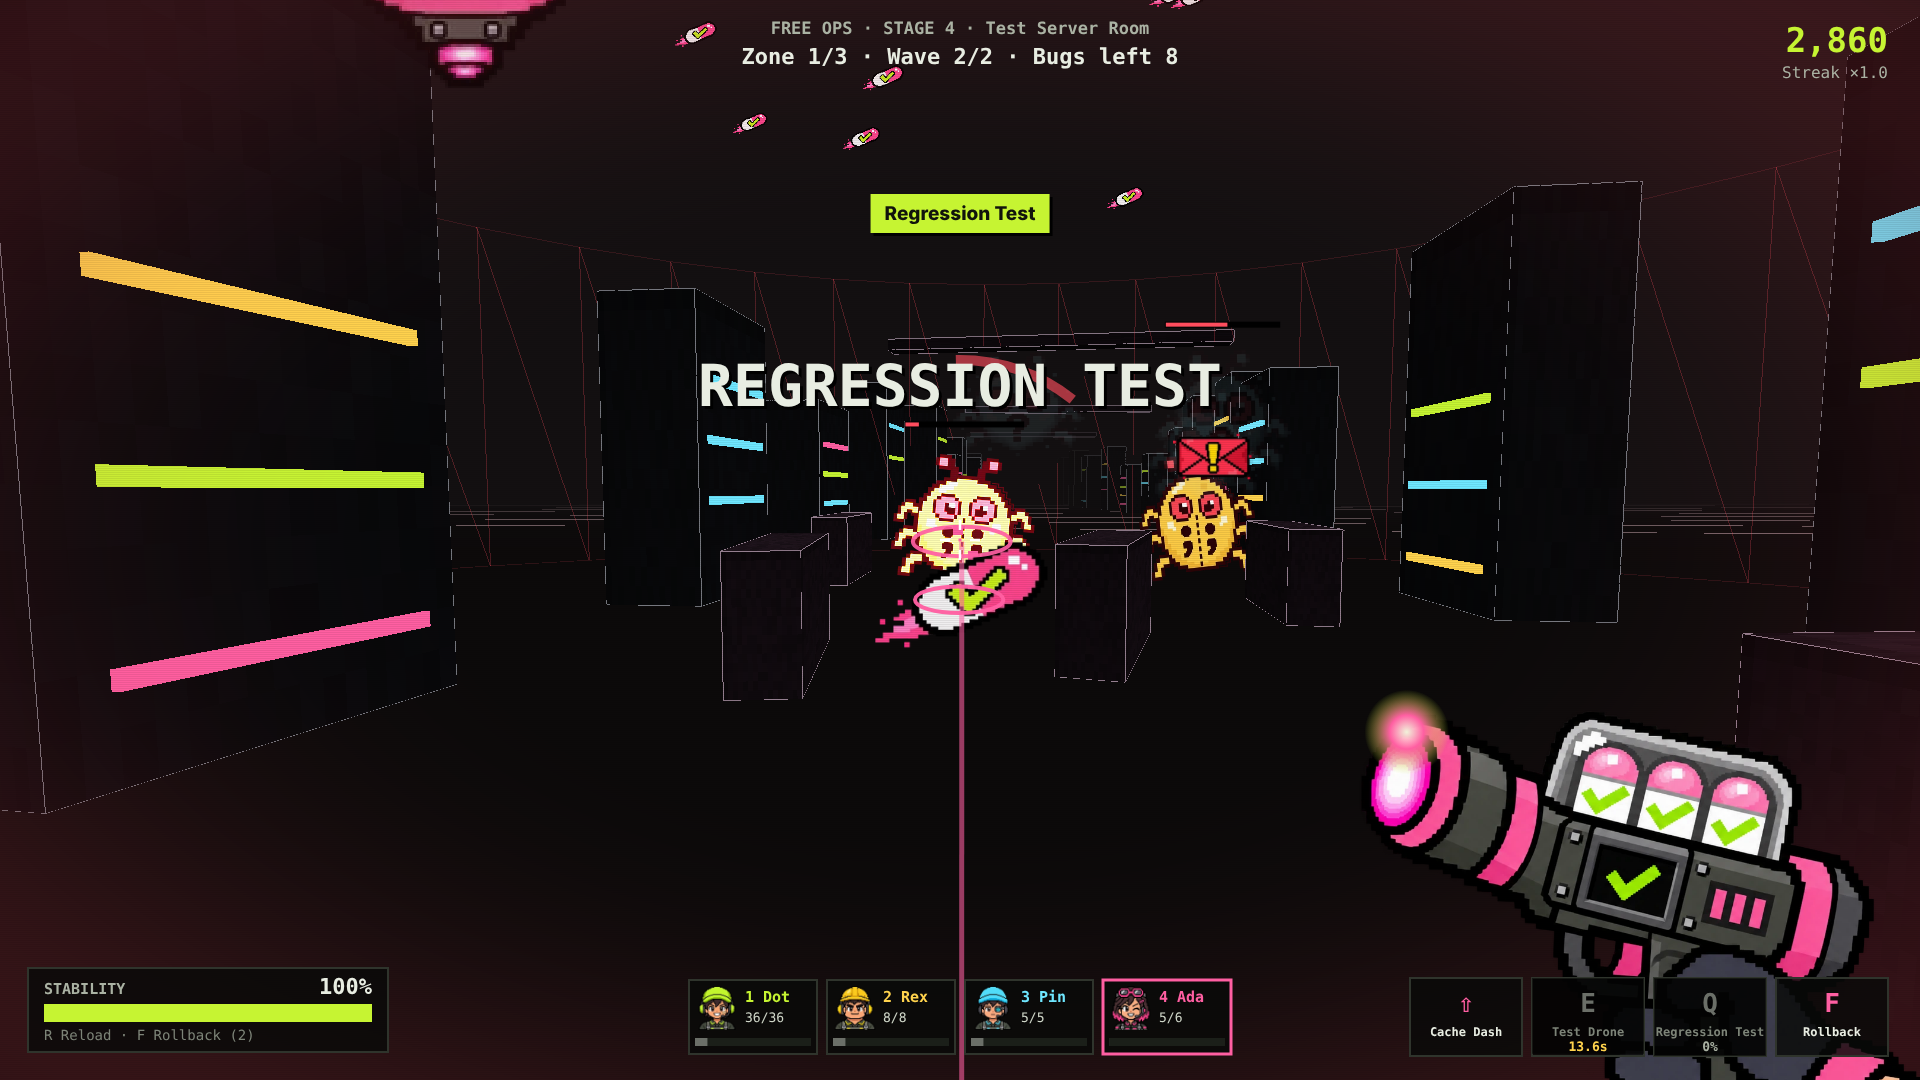 FREE OPS · STAGE 4 · Test Server Room
Zone 1/3 · Wave 2/2 · Bugs left 8
2,860
Streak ×1.0
Regression Test
REGRESSION TEST
STABILITY 100%
R Reload · F Rollback (2)
1 Dot
36/36
2 Rex
8/8
3 Pin
5/5
4 Ada
5/6
⇧
Cache Dash
E
Test Drone
13.6s
Q
Regression Test
0%
F
Rollback